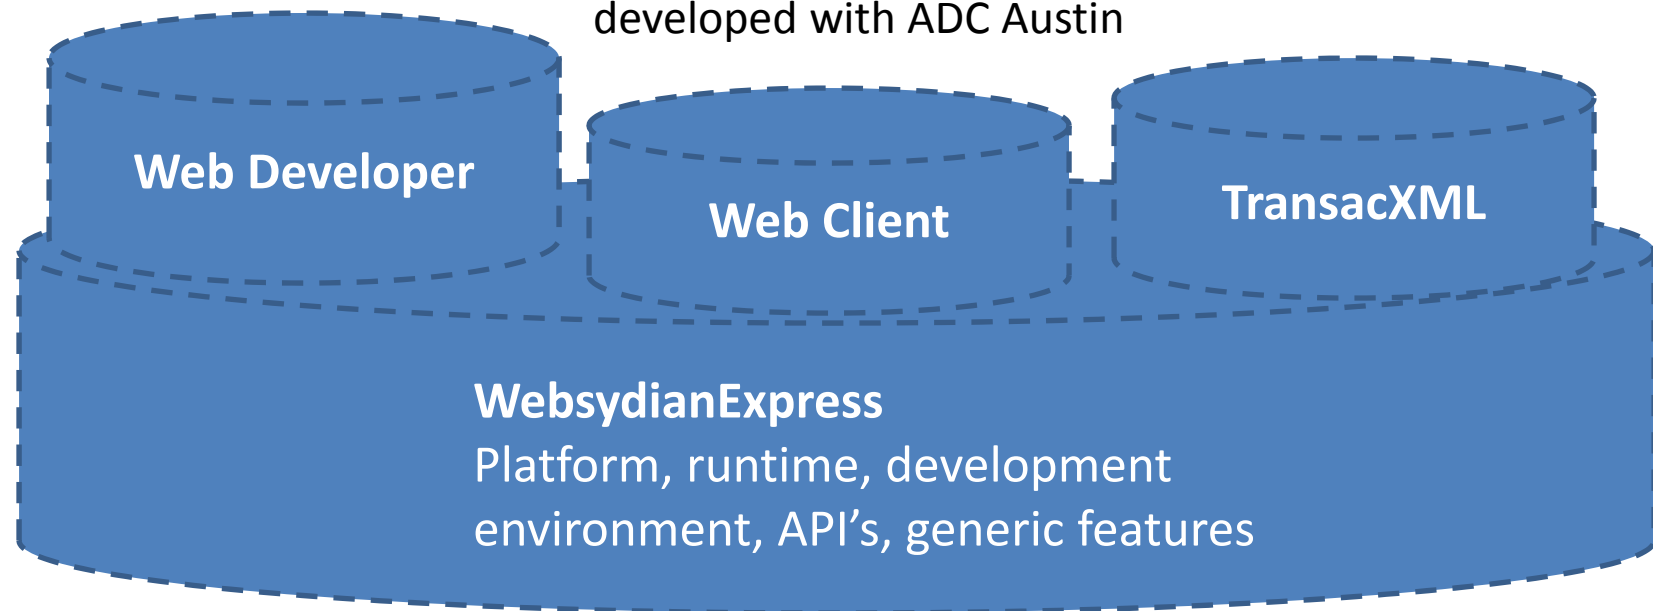 developed with ADC Austin
Web Developer
Web Client
TransacXML
WebsydianExpress
Platform, runtime, development
environment, API’s, generic features